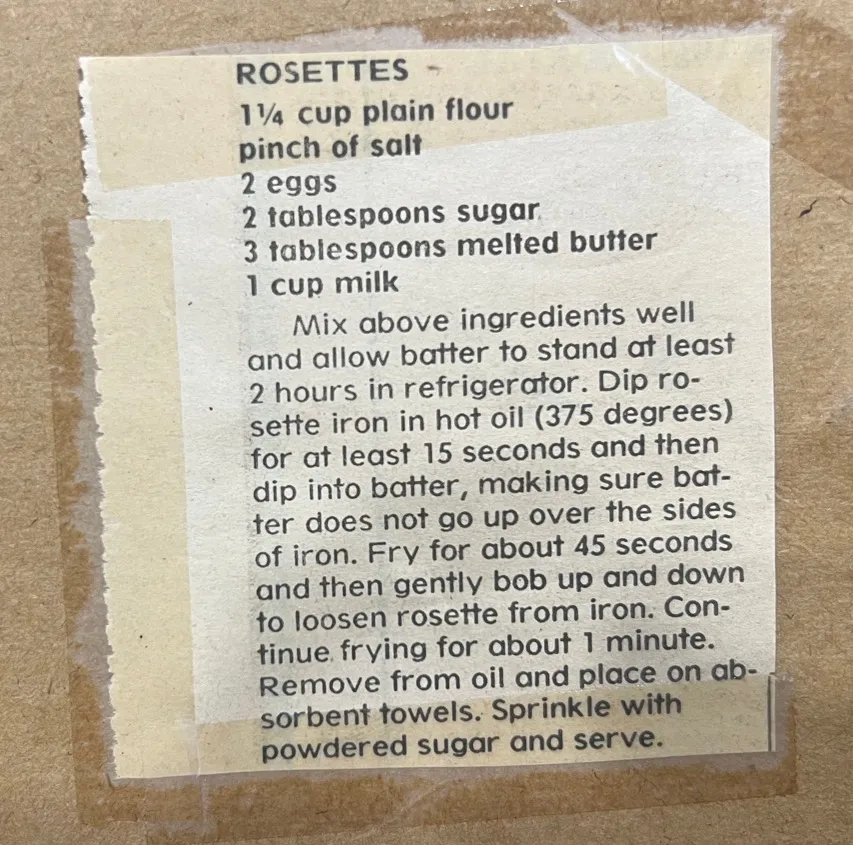 ROSETTES
1¼ cup plain flour
pinch of salt
2 eggs
2 tablespoons sugar
3 tablespoons melted butter
1 cup milk
Mix above ingredients well
and allow batter to stand at least
2 hours in refrigerator. Dip ro-
sette iron in hot oil (375 degrees)
for at least 15 seconds and then
dip into batter, making sure bat-
ter does not go up over the sides
of iron. Fry for about 45 seconds
and then gently bob up and down
to loosen rosette from iron. Con-
tinue frying for about 1 minute.
Remove from oil and place on ab-
sorbent towels. Sprinkle with
powdered sugar and serve.